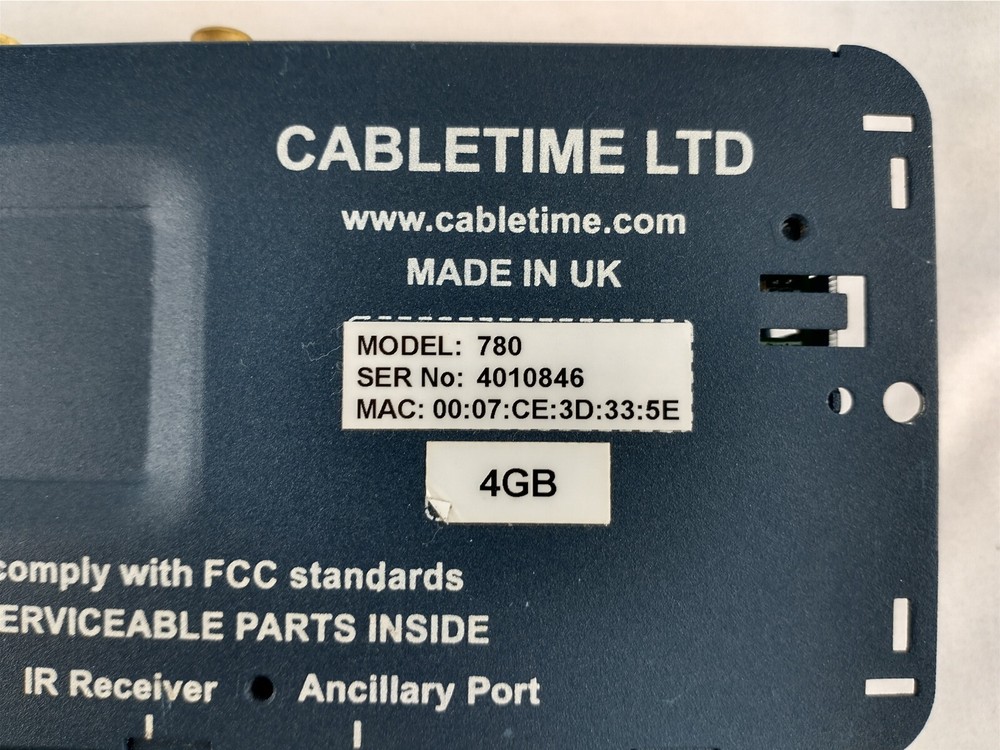 CABLETIME LTD
www.cabletime.com
MADE IN UK
MODEL: 780
SER No: 4010846
MAC: 00:07:CE:3D:33:5E
4GB
comply with FCC standards
ERVICEABLE PARTS INSIDE
IR Receiver Ancillary Port